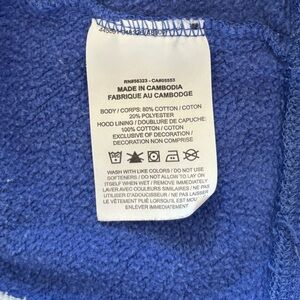 RN#56323 - CA#05553
MADE IN CAMBODIA
FABRIQUE AU CAMBODGE
BODY / CORPS: 80% COTTON / COTON
20% POLYESTER
HOOD LINING / DOUBLURE DE CAPUCHE:
100% COTTON / COTON
EXCLUSIVE OF DECORATION /
DECORATION NON COMPRISE
WASH WITH LIKE COLORS / DO NOT USE
SOFTENERS / DO NOT ALLOW TO LAY ON
ITSELF WHEN WET / REMOVE IMMEDIATELY
LAVER AVEC COULEURS SIMILAIRES / NE PAS
UTILISER D'ADOUCISSEUR / NE PAS LAISSER
LE VÊTEMENT PLIÉ LORSQU'IL EST MOUILLÉ
ENLEVER IMMÉDIATEMENT